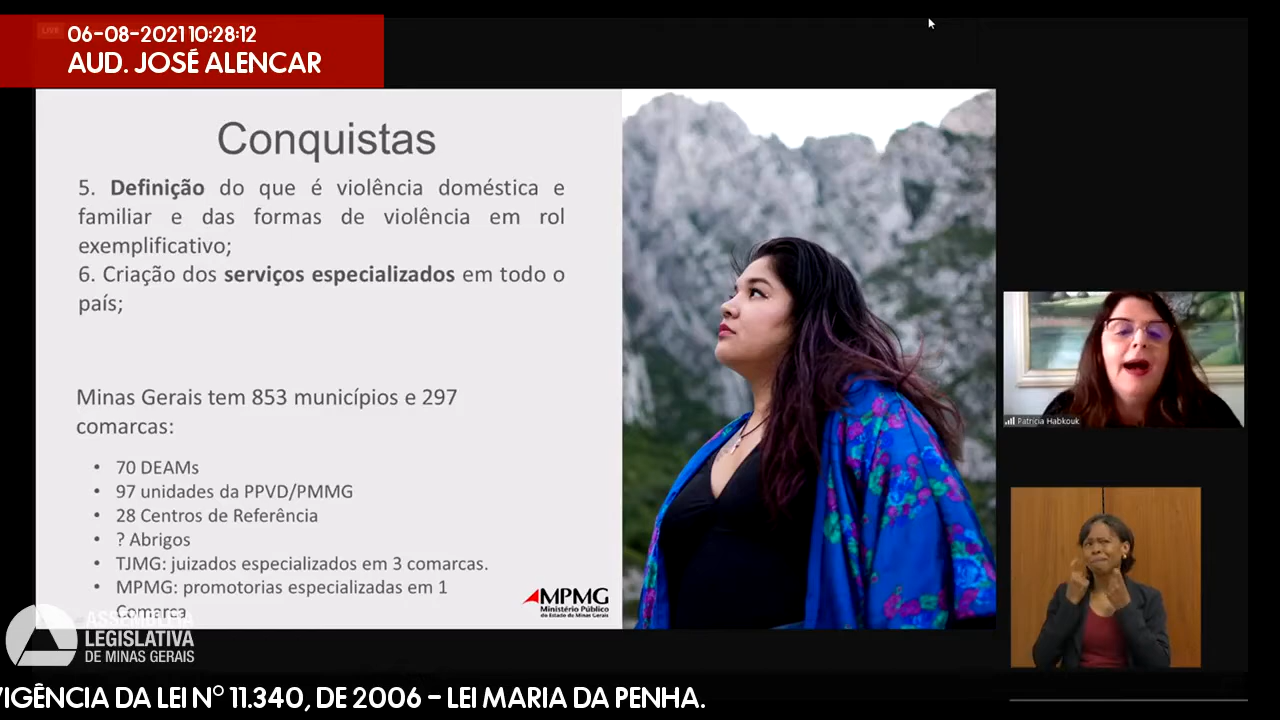 LIVE
06-08-2021 10:28:12
AUD. JOSÉ ALENCAR
Conquistas
5. Definição do que é violência doméstica e
familiar e das formas de violência em rol
exemplificativo;
6. Criação dos serviços especializados em todo o
país;
Minas Gerais tem 853 municípios e 297
comarcas:
• 70 DEAMs
• 97 unidades da PPVD/PMMG
• 28 Centros de Referência
• ? Abrigos
• TJMG: juizados especializados em 3 comarcas.
• MPMG: promotorias especializadas em 1
Comarca.
MPMG
Ministério Público
do Estado de Minas Gerais
Patricia Habkouk
ASSEMBLEIA
LEGISLATIVA
DE MINAS GERAIS
VIGÊNCIA DA LEI Nº 11.340, DE 2006 – LEI MARIA DA PENHA.